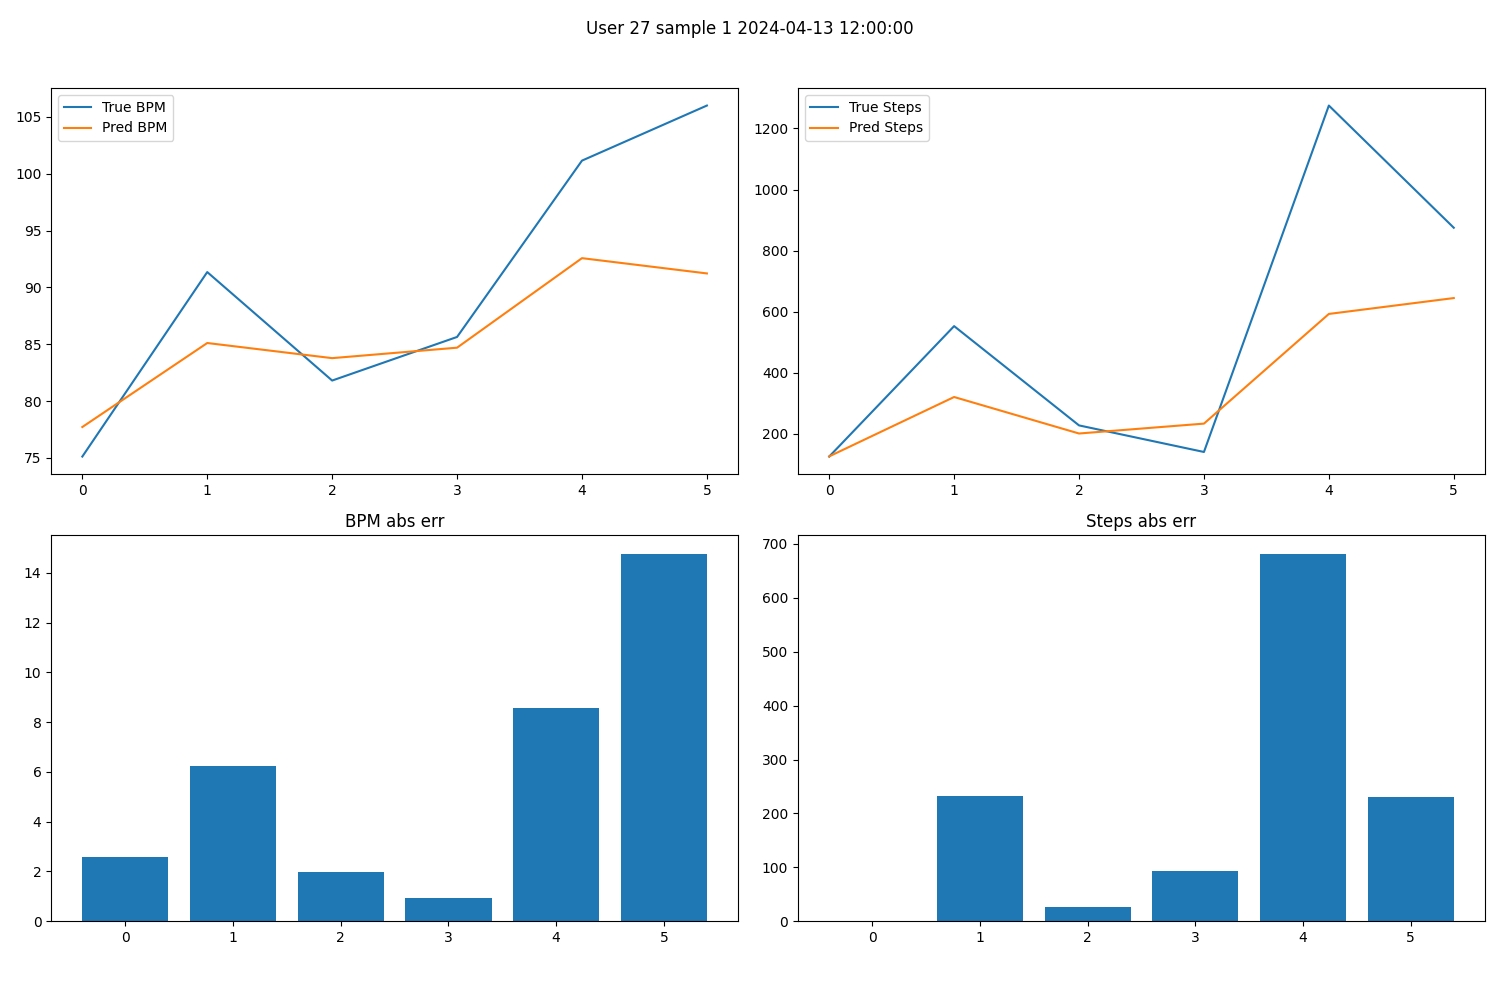 User 27 sample 1 2024-04-13 12:00:00
True BPM
Pred BPM
105
100
95
90
85
80
75
0 1 2 3 4 5
True Steps
Pred Steps
1200
1000
800
600
400
200
0 1 2 3 4 5
BPM abs err
14
12
10
8
6
4
2
0
0 1 2 3 4 5
Steps abs err
700
600
500
400
300
200
100
0
0 1 2 3 4 5